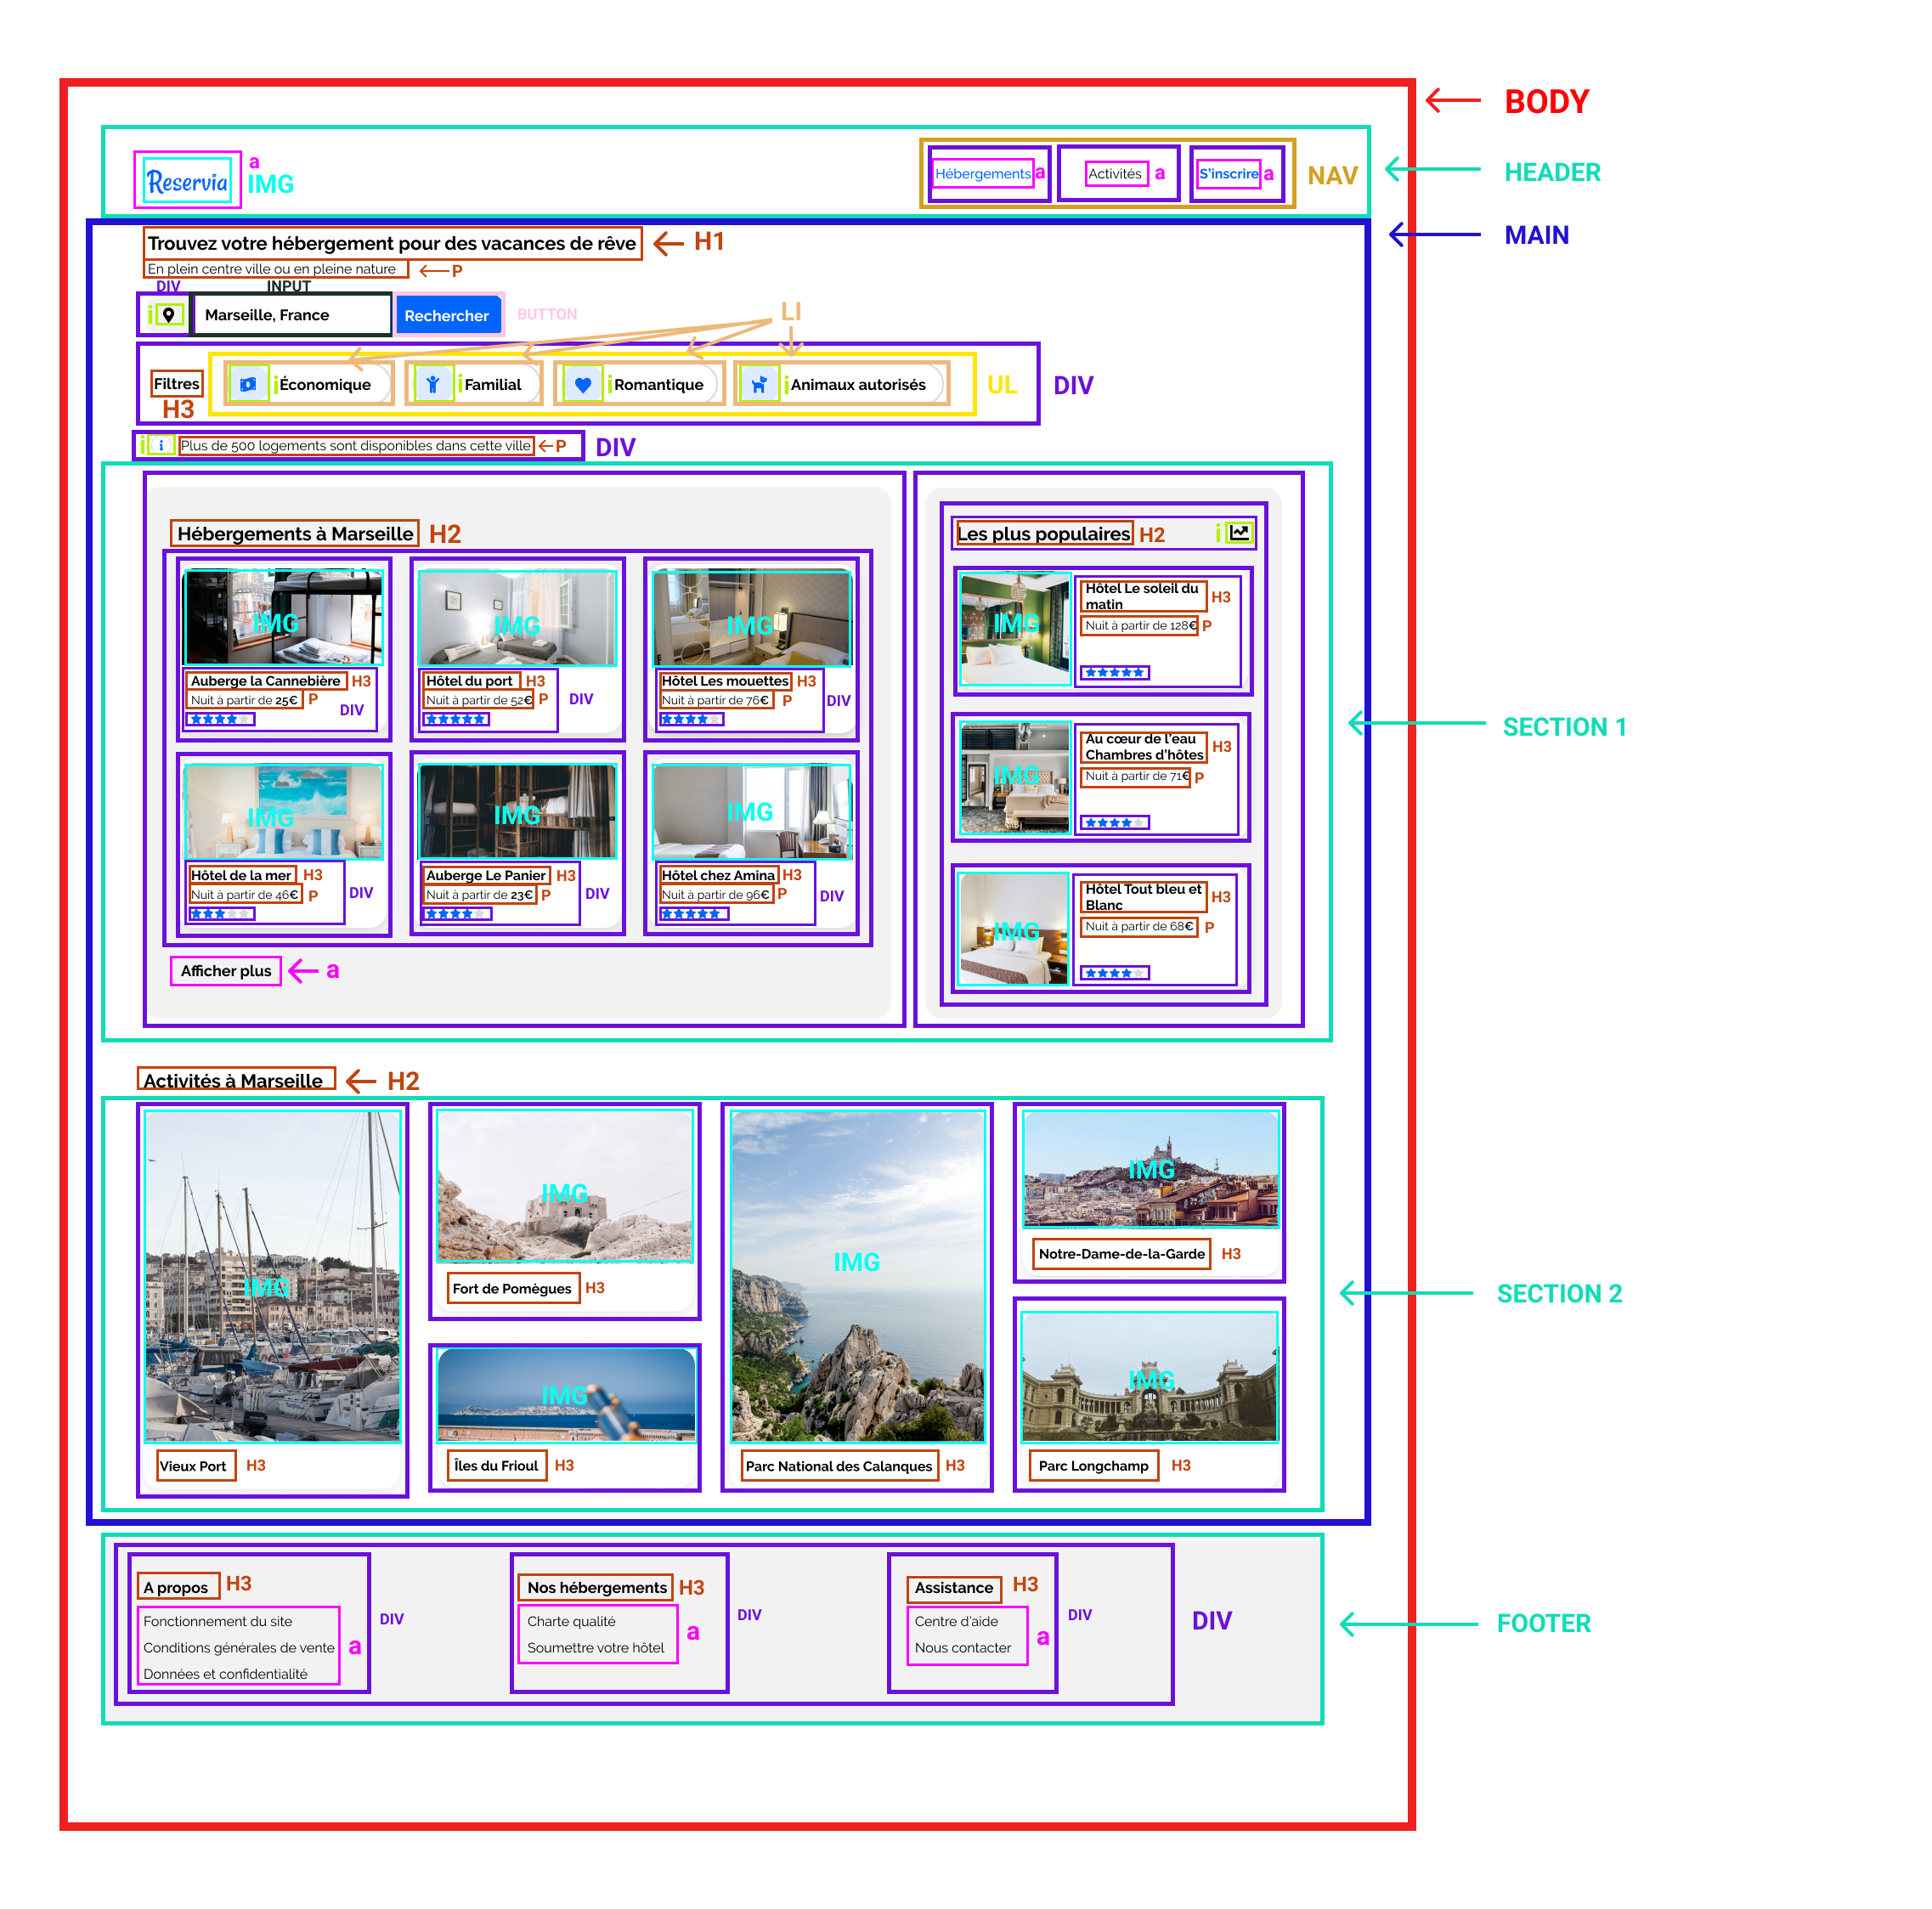 BODY
a
Reservia
IMG
Hébergements a
Activités a
S'inscrire a
NAV
HEADER
MAIN
Trouvez votre hébergement pour des vacances de rêve
H1
En plein centre ville ou en pleine nature
P
DIV
INPUT
i
Marseille, France
Rechercher
BUTTON
LI
Filtres
H3
i Économique
i Familial
i Romantique
i Animaux autorisés
UL
DIV
i
Plus de 500 logements sont disponibles dans cette ville
P
DIV
Hébergements à Marseille
H2
IMG
IMG
IMG
Auberge la Cannebière H3
Nuit à partir de 25€ P
DIV
Hôtel du port H3
Nuit à partir de 52€ P
DIV
Hôtel Les mouettes H3
Nuit à partir de 76€ P
DIV
IMG
IMG
IMG
Hôtel de la mer H3
Nuit à partir de 46€ P
DIV
Auberge Le Panier H3
Nuit à partir de 23€ P
DIV
Hôtel chez Amina H3
Nuit à partir de 96€ P
DIV
Afficher plus
a
Les plus populaires H2
i
IMG
Hôtel Le soleil du
matin
H3
Nuit à partir de 128€ P
IMG
Au cœur de l'eau
Chambres d'hôtes
H3
Nuit à partir de 71€ P
IMG
Hôtel Tout bleu et
Blanc
H3
Nuit à partir de 68€ P
SECTION 1
Activités à Marseille
H2
IMG
Vieux Port H3
IMG
Fort de Pomègues H3
IMG
Îles du Frioul H3
IMG
Parc National des Calanques H3
IMG
Notre-Dame-de-la-Garde H3
IMG
Parc Longchamp H3
SECTION 2
A propos H3
Fonctionnement du site
Conditions générales de vente
Données et confidentialité
a
DIV
Nos hébergements H3
Charte qualité
Soumettre votre hôtel
a
DIV
Assistance H3
Centre d'aide
Nous contacter
a
DIV
DIV
FOOTER